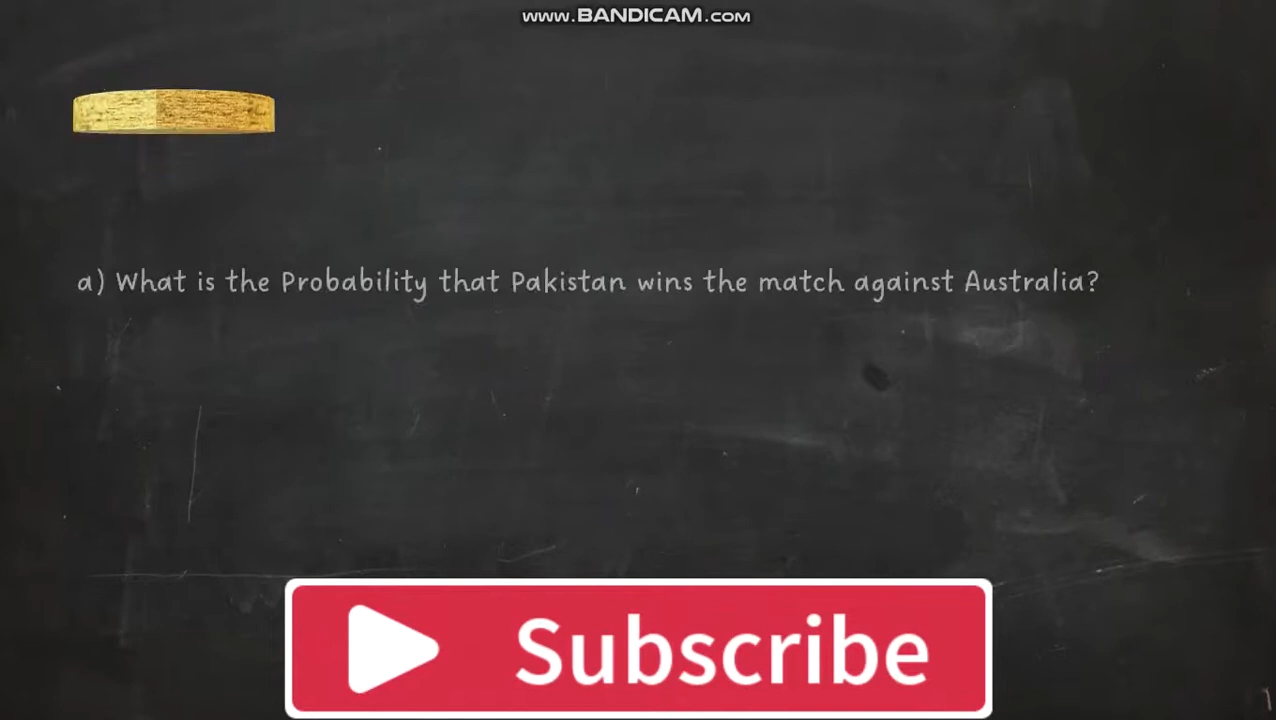 www.BANDICAM.com
a) What is the Probability that Pakistan wins the match against Australia?
Subscribe